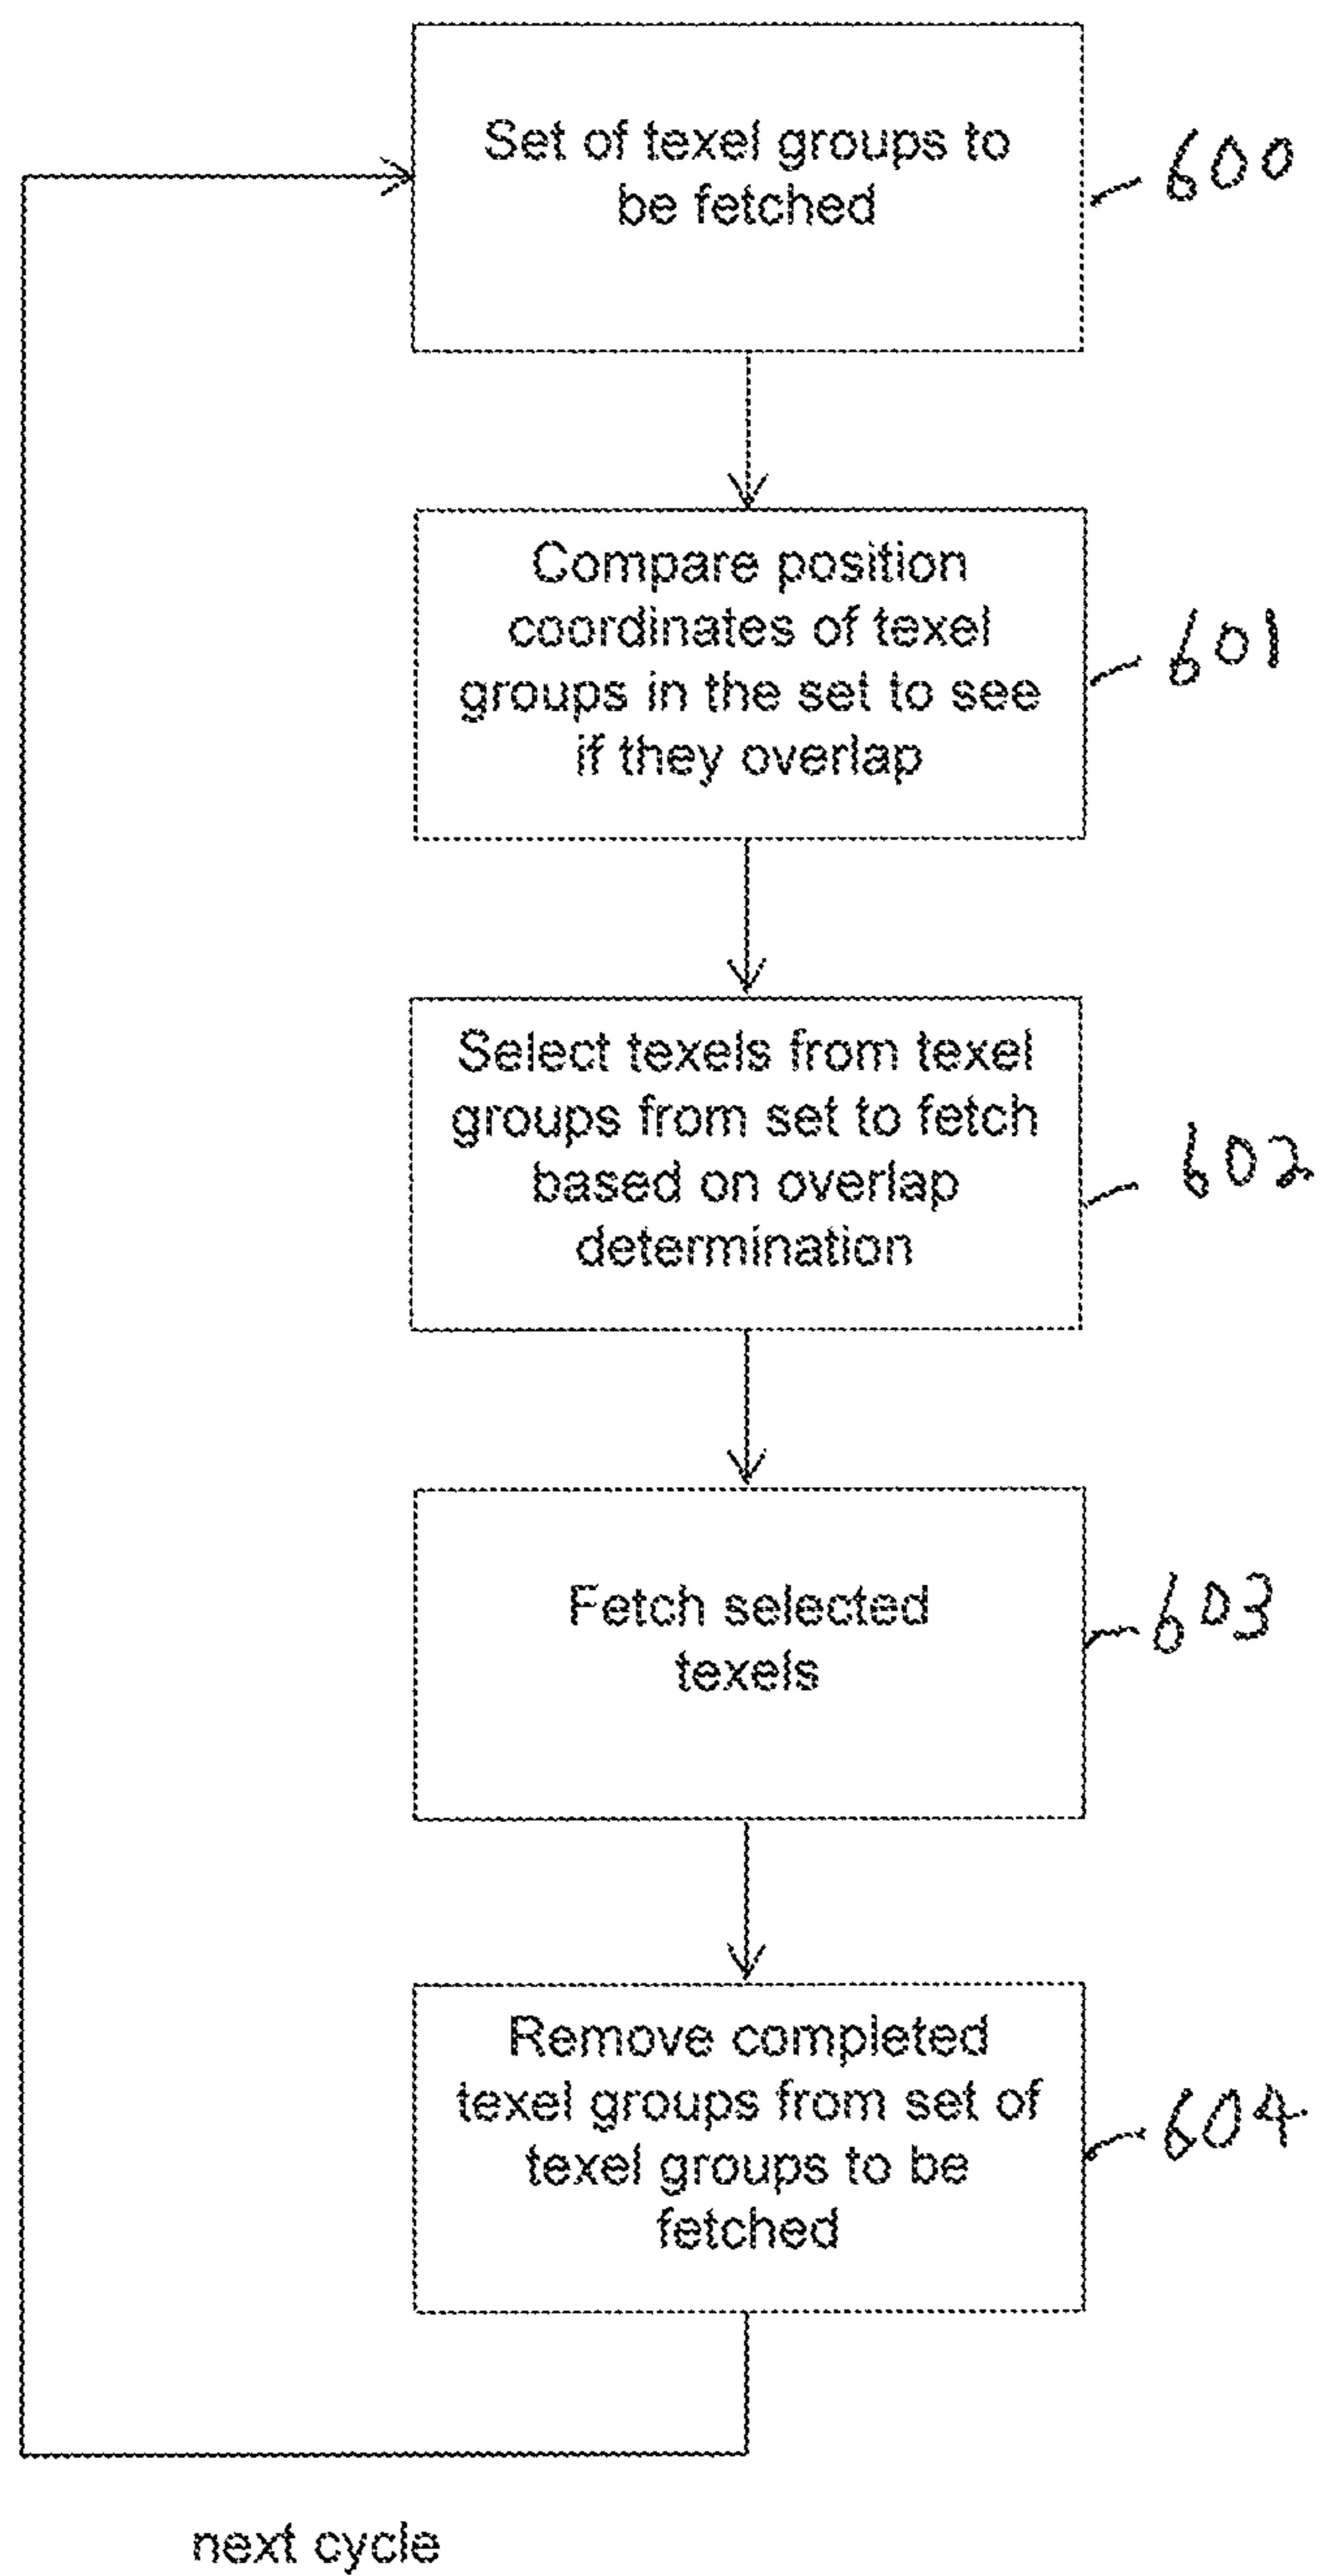 Set of texel groups to
be fetched
600
Compare position
coordinates of texel
groups in the set to see
if they overlap
601
Select texels from texel
groups from set to fetch
based on overlap
determination
602
Fetch selected
texels
603
Remove completed
texel groups from set of
texel groups to be
fetched
604
next cycle